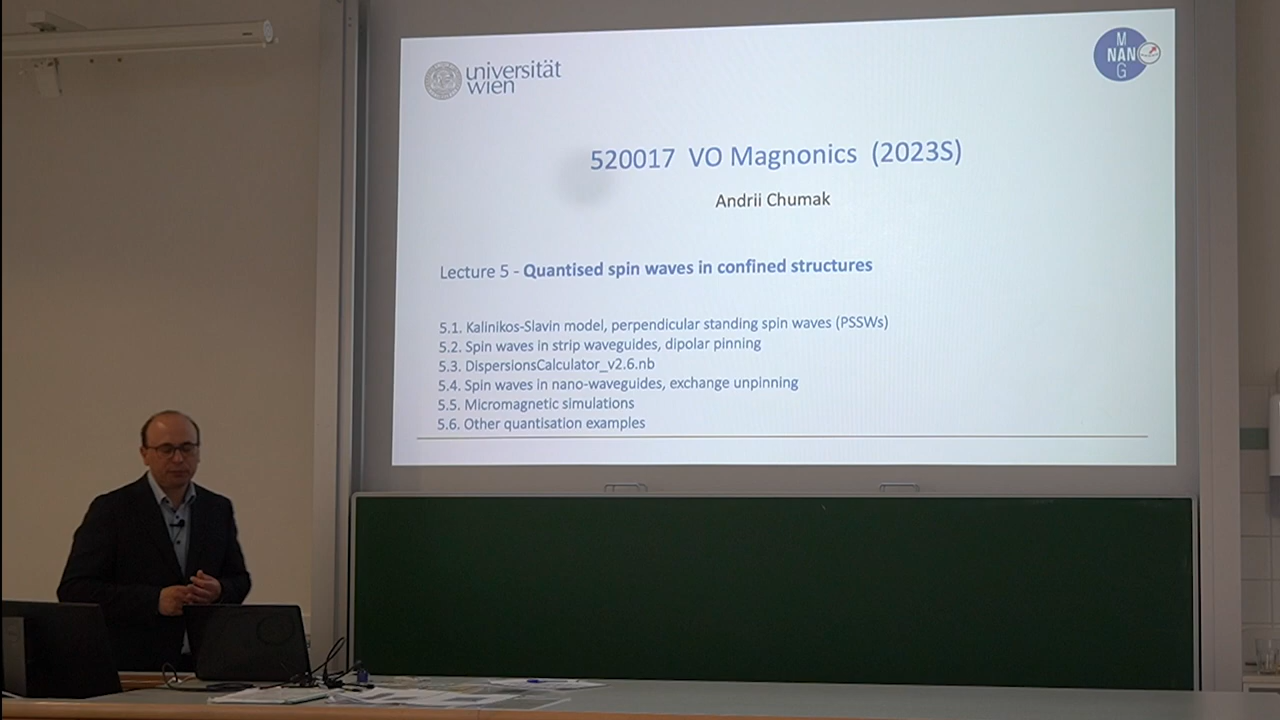 universität
wien
M
NAN
G
520017 VO Magnonics (2023S)
Andrii Chumak
Lecture 5 - Quantised spin waves in confined structures
5.1. Kalinikos-Slavin model, perpendicular standing spin waves (PSSWs)
5.2. Spin waves in strip waveguides, dipolar pinning
5.3. DispersionsCalculator_v2.6.nb
5.4. Spin waves in nano-waveguides, exchange unpinning
5.5. Micromagnetic simulations
5.6. Other quantisation examples